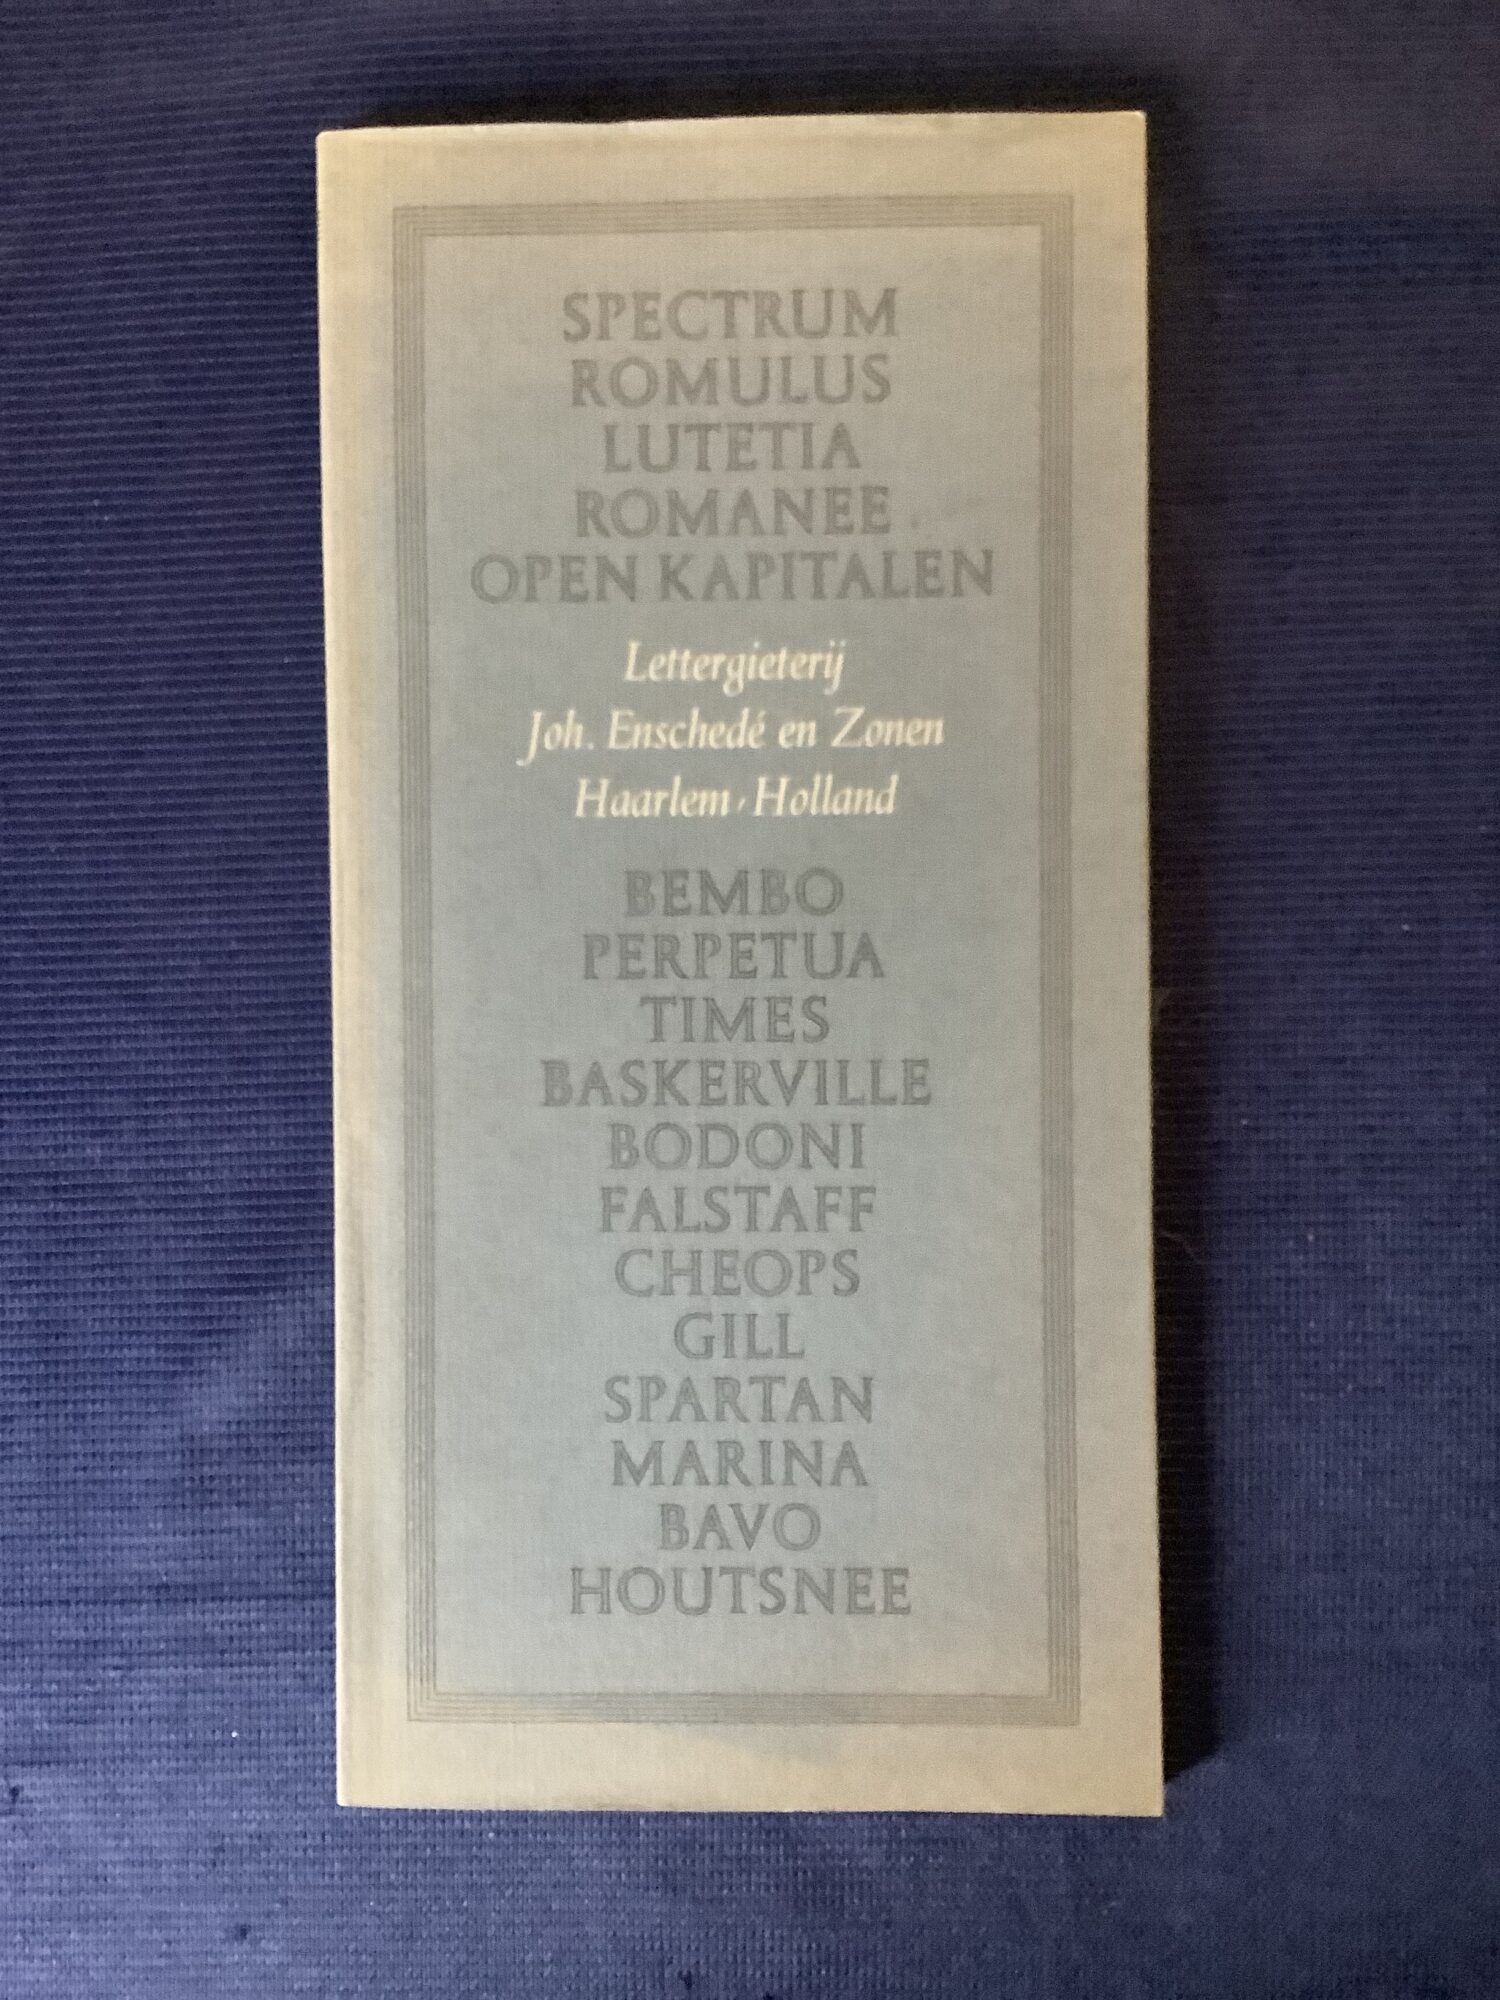 SPECTRUM
ROMULUS
LUTETIA
ROMANEE
OPEN KAPITALEN
Lettergieterij
Joh. Enschedé en Zonen
Haarlem, Holland
BEMBO
PERPETUA
TIMES
BASKERVILLE
BODONI
FALSTAFF
CHEOPS
GILL
SPARTAN
MARINA
BAVO
HOUTSNEE